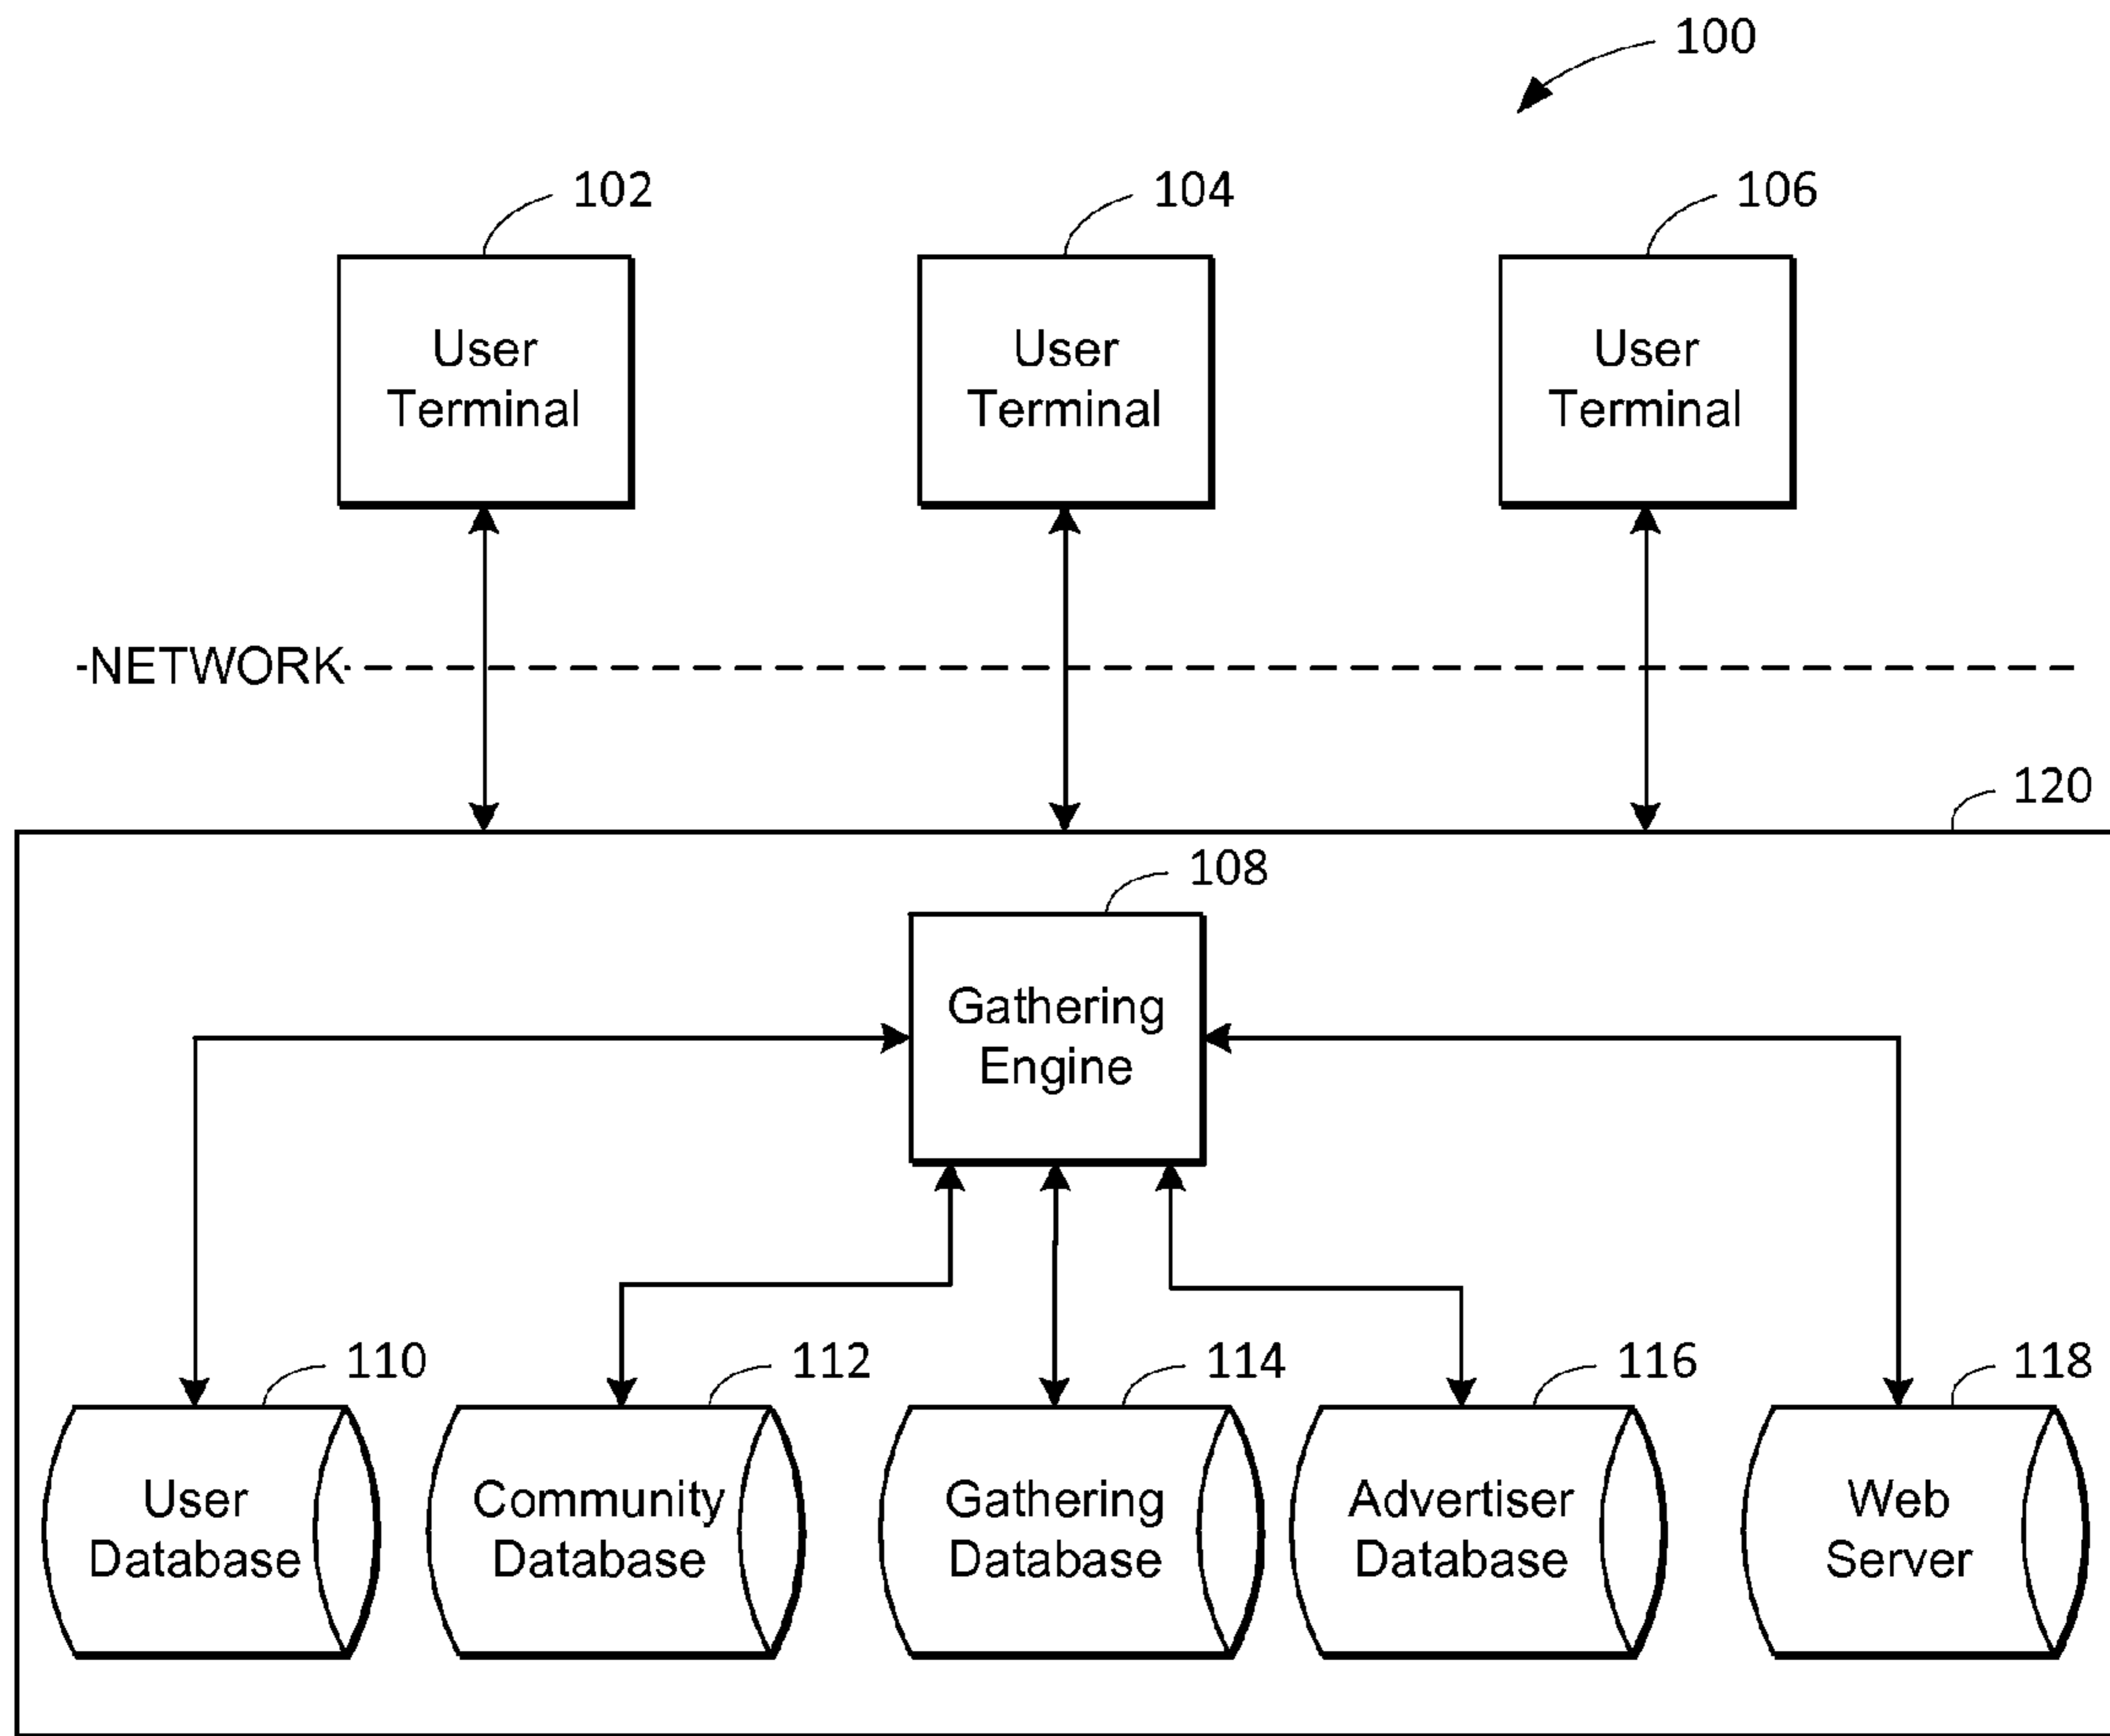 100
102
104
106
User
Terminal
User
Terminal
User
Terminal
-NETWORK-
120
108
Gathering
Engine
110
112
114
116
118
User
Database
Community
Database
Gathering
Database
Advertiser
Database
Web
Server